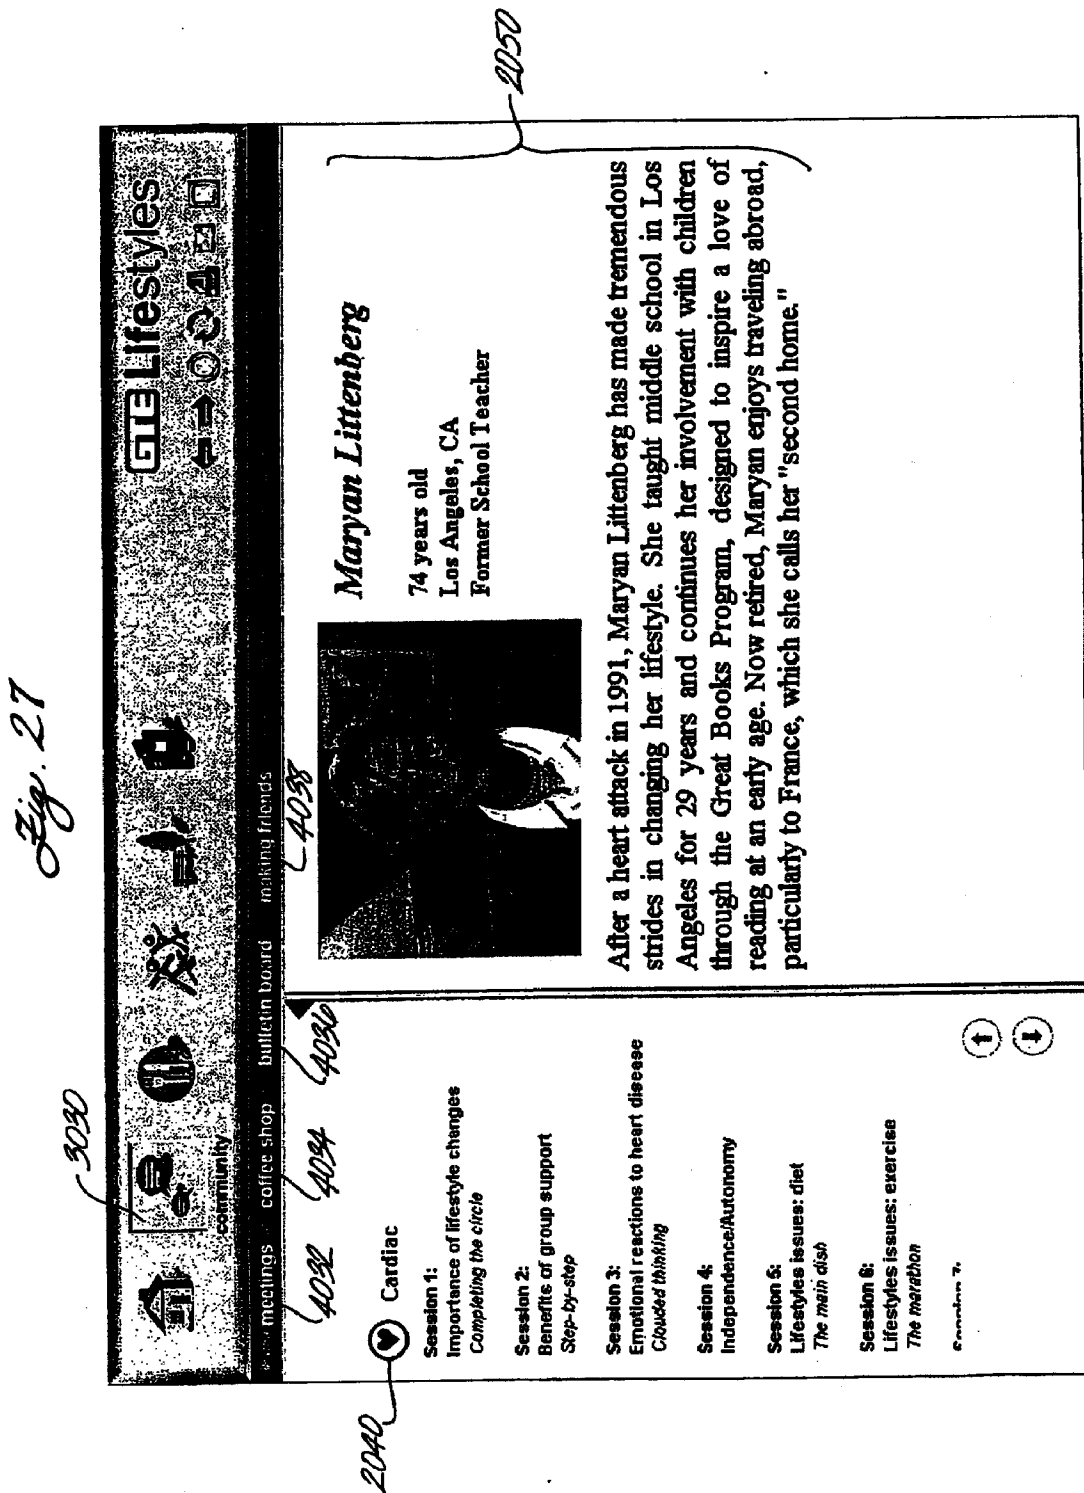 Fig. 27
3030
GTE Lifestyles
community
meetings coffee shop bulletin board making friends
4032 4034 4036 4038
2040
Cardiac
Session 1:
Importance of lifestyle changes
Completing the circle
Session 2:
Benefits of group support
Step-by-step
Session 3:
Emotional reactions to heart disease
Clouded thinking
Session 4:
Independence/Autonomy
Session 5:
Lifestyles issues: diet
The main dish
Session 6:
Lifestyles issues: exercise
The marathon
Maryan Littenberg
74 years old
Los Angeles, CA
Former School Teacher
2050
After a heart attack in 1991, Maryan Littenberg has made tremendous
strides in changing her lifestyle. She taught middle school in Los
Angeles for 29 years and continues her involvement with children
through the Great Books Program, designed to inspire a love of
reading at an early age. Now retired, Maryan enjoys traveling abroad,
particularly to France, which she calls her "second home."